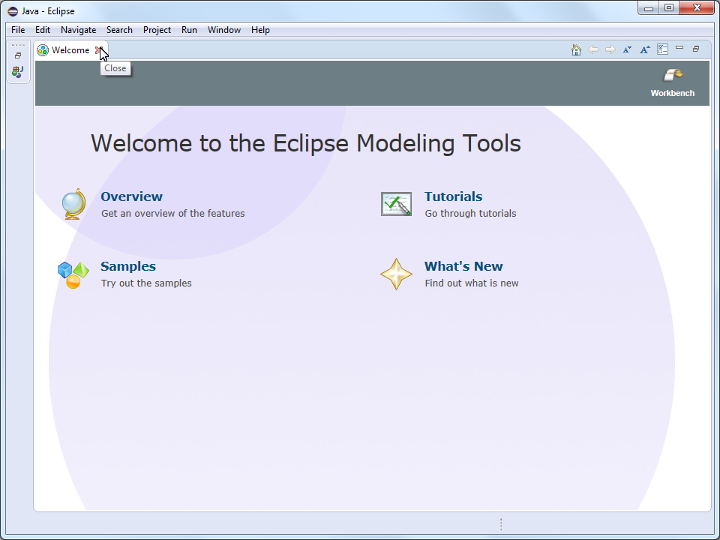 Java - Eclipse
File Edit Navigate Search Project Run Window Help
Welcome
Close
Workbench
Welcome to the Eclipse Modeling Tools
Overview
Get an overview of the features
Tutorials
Go through tutorials
Samples
Try out the samples
What's New
Find out what is new